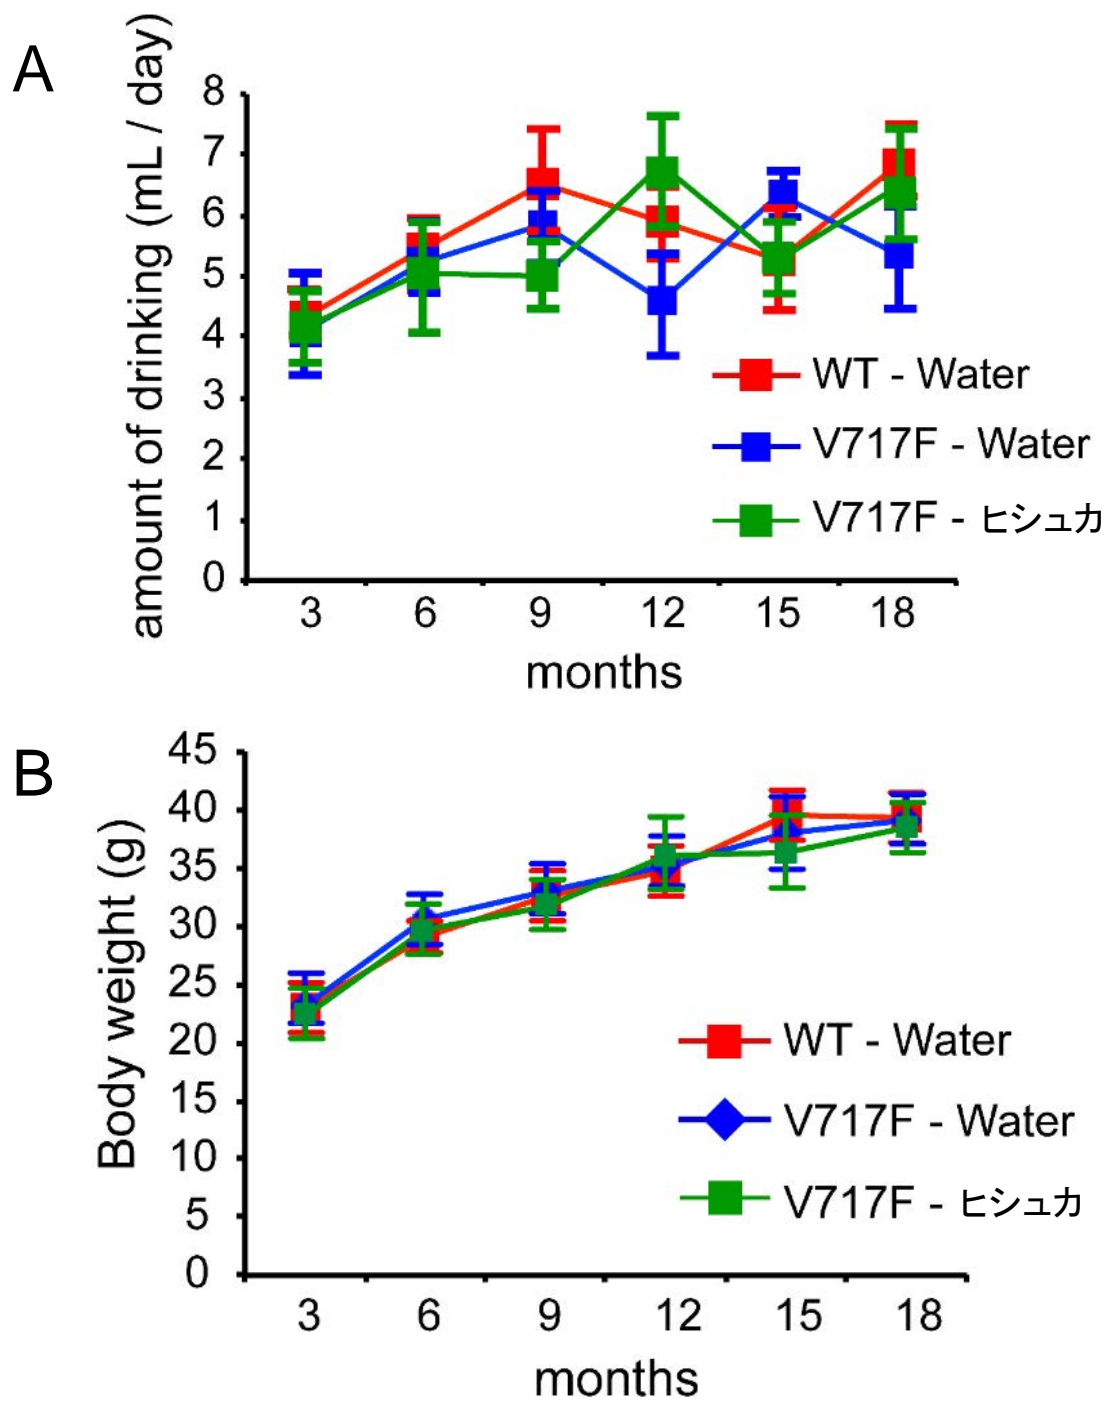 A
amount of drinking (mL / day)
8
7
6
5
4
3
2
1
0
3 6 9 12 15 18
months
WT - Water
V717F - Water
V717F - ヒシュカ
B
Body weight (g)
45
40
35
30
25
20
15
10
5
0
3 6 9 12 15 18
months
WT - Water
V717F - Water
V717F - ヒシュカ